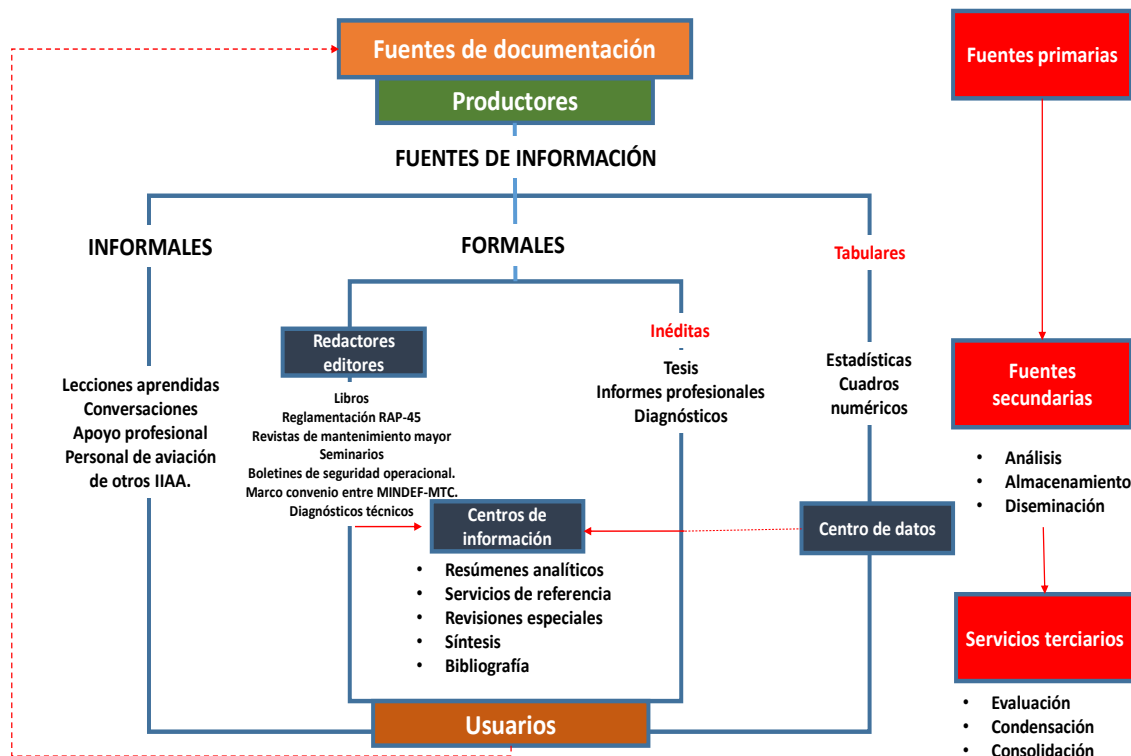 Fuentes de documentación
Productores
FUENTES DE INFORMACIÓN
INFORMALES
Lecciones aprendidas
Conversaciones
Apoyo profesional
Personal de aviación
de otros IIAA.
FORMALES
Redactores
editores
Libros
Reglamentación RAP-45
Revistas de mantenimiento mayor
Seminarios
Boletines de seguridad operacional.
Marco convenio entre MINDEF-MTC.
Diagnósticos técnicos
Inéditas
Tesis
Informes profesionales
Diagnósticos
Centros de
información
• Resúmenes analíticos
• Servicios de referencia
• Revisiones especiales
• Síntesis
• Bibliografía
Tabulares
Estadísticas
Cuadros
numéricos
Centro de datos
Usuarios
Fuentes primarias
Fuentes
secundarias
• Análisis
• Almacenamiento
• Diseminación
Servicios terciarios
• Evaluación
• Condensación
• Consolidación